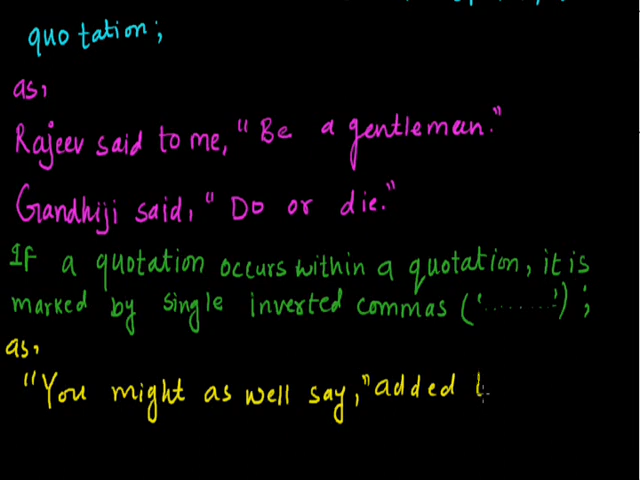 quotation;
as,
Rajeev said to me, "Be a gentleman."
Gandhiji said, "Do or die."
If a quotation occurs within a quotation, it is
marked by single inverted commas ('.......');
as,
"You might as well say," added